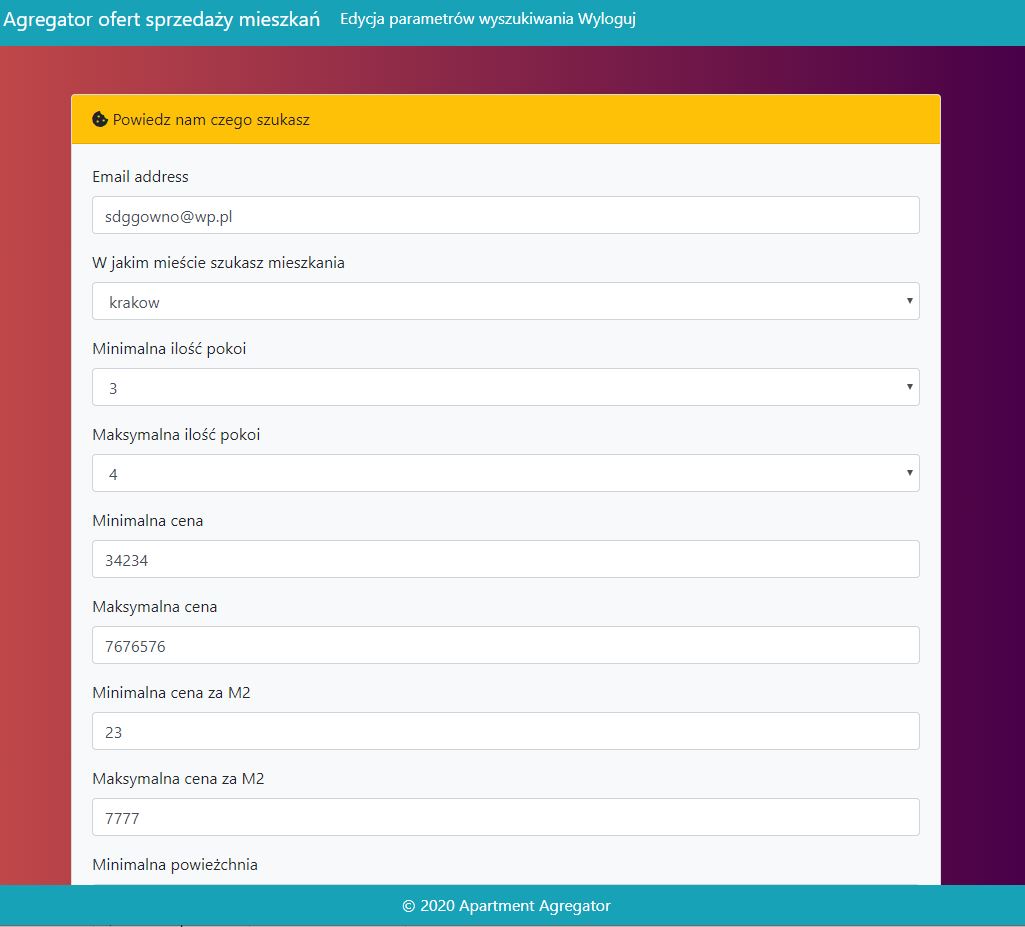 Agregator ofert sprzedaży mieszkań Edycja parametrów wyszukiwania Wyloguj
Powiedz nam czego szukasz
Email address
sdggowno@wp.pl
W jakim mieście szukasz mieszkania
krakow
Minimalna ilość pokoi
3
Maksymalna ilość pokoi
4
Minimalna cena
34234
Maksymalna cena
7676576
Minimalna cena za M2
23
Maksymalna cena za M2
7777
Minimalna powieżchnia
© 2020 Apartment Agregator